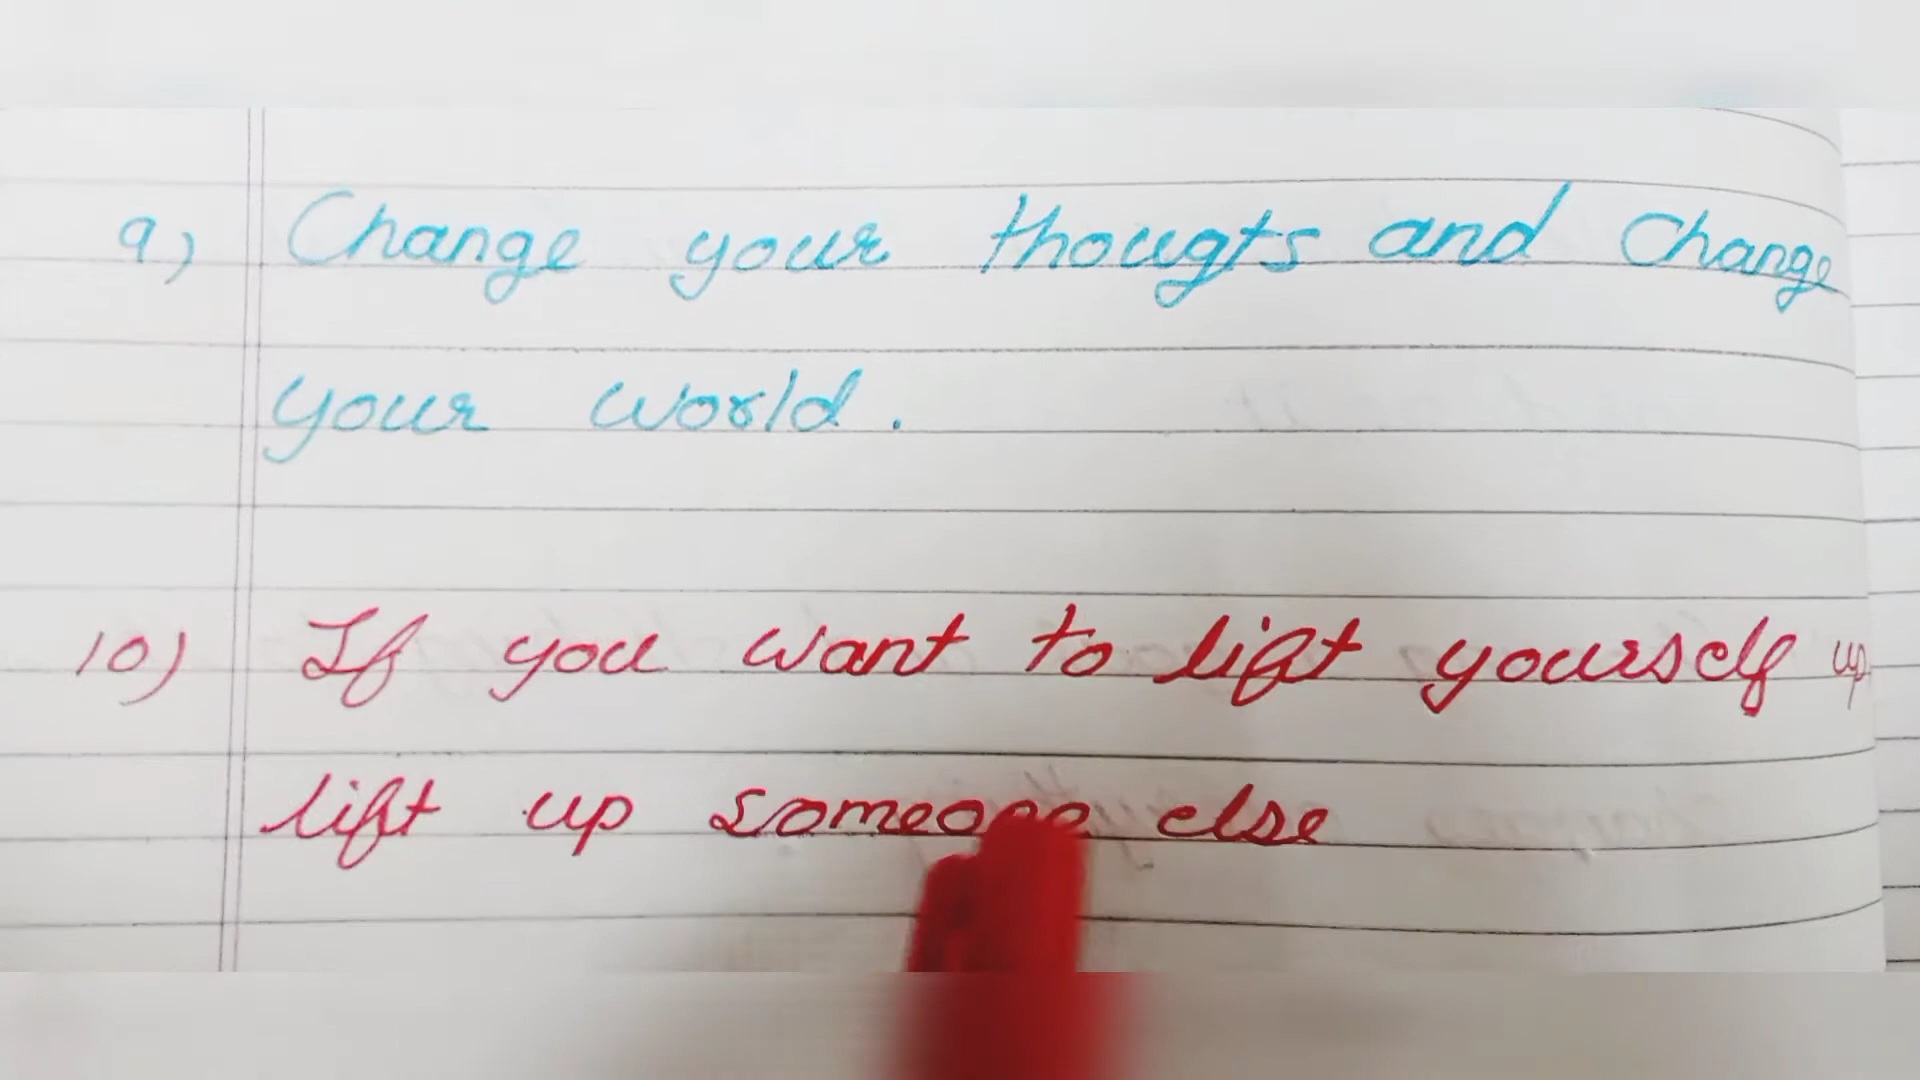 9) Change your thougts and Change
your world.
10) If you want to lift yourself up
lift up someone else